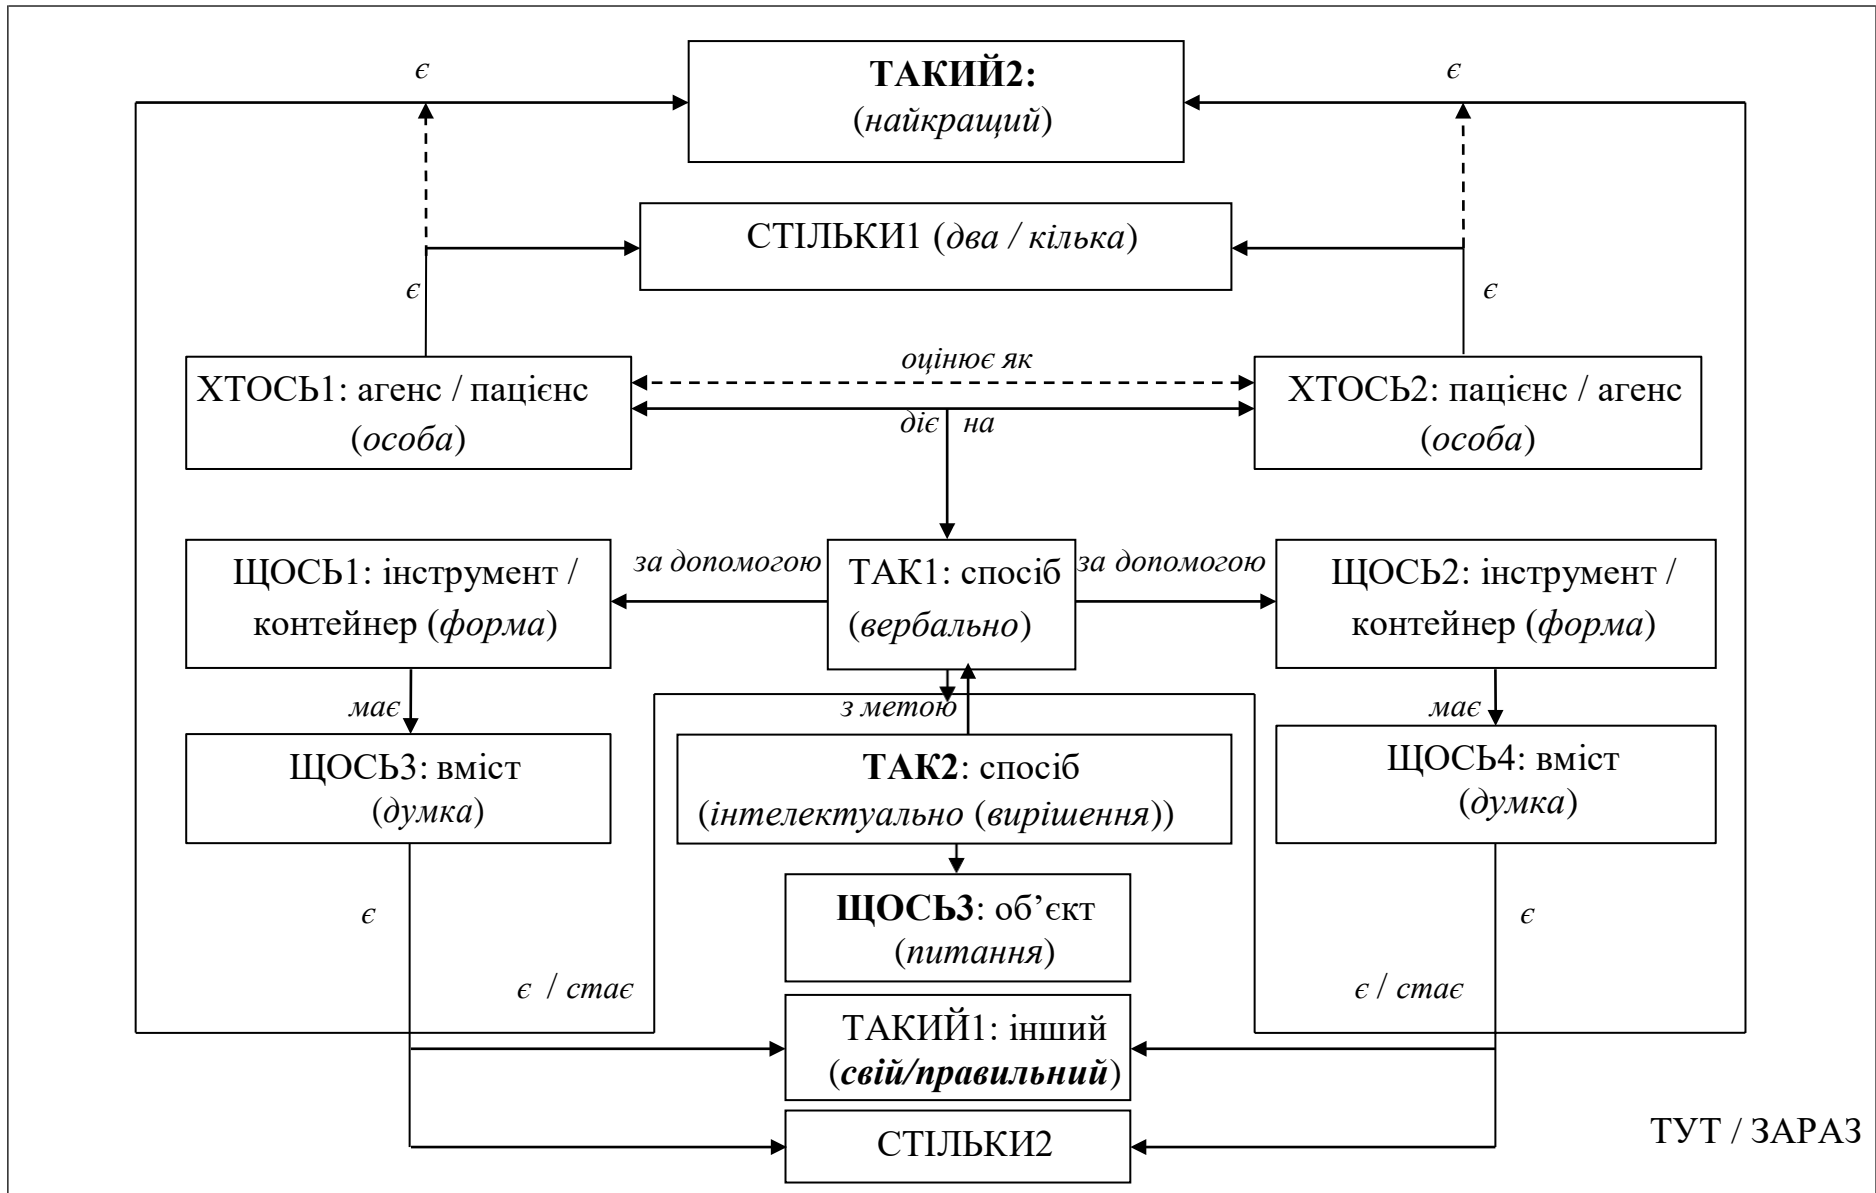 є
ТАКИЙ2:
(найкращий)
є
СТІЛЬКИ1 (два / кілька)
є
є
ХТОСЬ1: агенс / пацієнс
(особа)
оцінює як
діє на
ХТОСЬ2: пацієнс / агенс
(особа)
ЩОСЬ1: інструмент /
контейнер (форма)
за допомогою
ТАК1: спосіб
(вербально)
за допомогою
ЩОСЬ2: інструмент /
контейнер (форма)
має
з метою
має
ЩОСЬ3: вміст
(думка)
ТАК2: спосіб
(інтелектуально (вирішення))
ЩОСЬ4: вміст
(думка)
є
ЩОСЬ3: об’єкт
(питання)
є
є / стає
є / стає
ТАКИЙ1: інший
(свій/правильний)
СТІЛЬКИ2
ТУТ / ЗАРАЗ